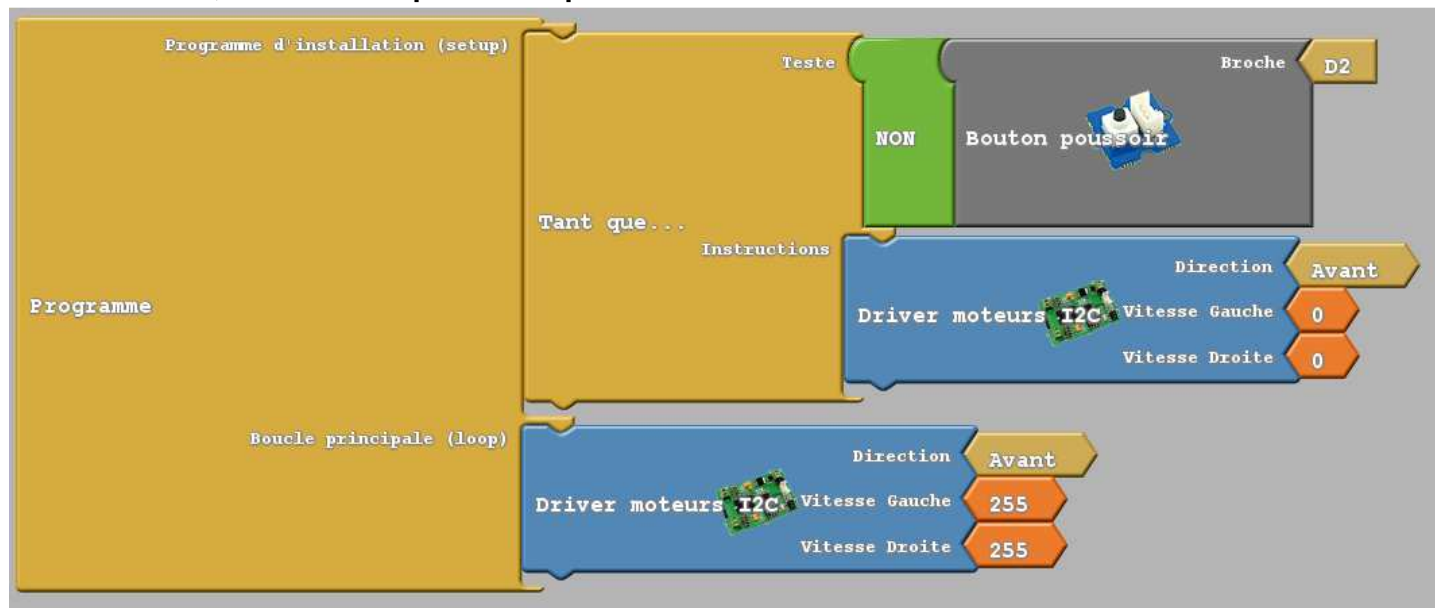 Programme d'installation (setup)
Teste
Broche
D2
NON
Bouton poussoir
Tant que...
Instructions
Direction
Avant
Programme
Driver moteurs I2C
Vitesse Gauche
0
Vitesse Droite
0
Boucle principale (loop)
Direction
Avant
Driver moteurs I2C
Vitesse Gauche
255
Vitesse Droite
255